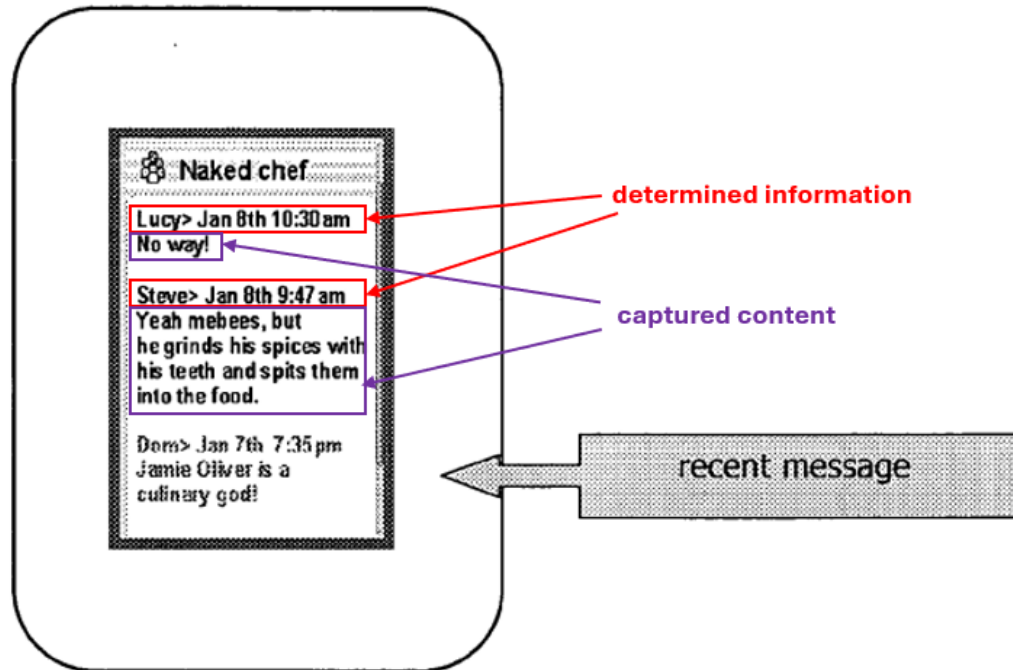 Naked chef
Lucy> Jan 8th 10:30 am
No way!
Steve> Jan 8th 9:47 am
Yeah mebees, but
he grinds his spices with
his teeth and spits them
into the food.
Dom> Jan 7th 7:35 pm
Jamie Oliver is a
culinary god!
determined information
captured content
recent message